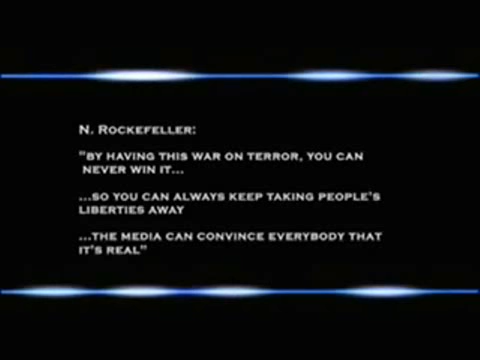 N. ROCKEFELLER:
"BY HAVING THIS WAR ON TERROR, YOU CAN
NEVER WIN IT...
...SO YOU CAN ALWAYS KEEP TAKING PEOPLE'S
LIBERTIES AWAY
...THE MEDIA CAN CONVINCE EVERYBODY THAT
IT'S REAL"